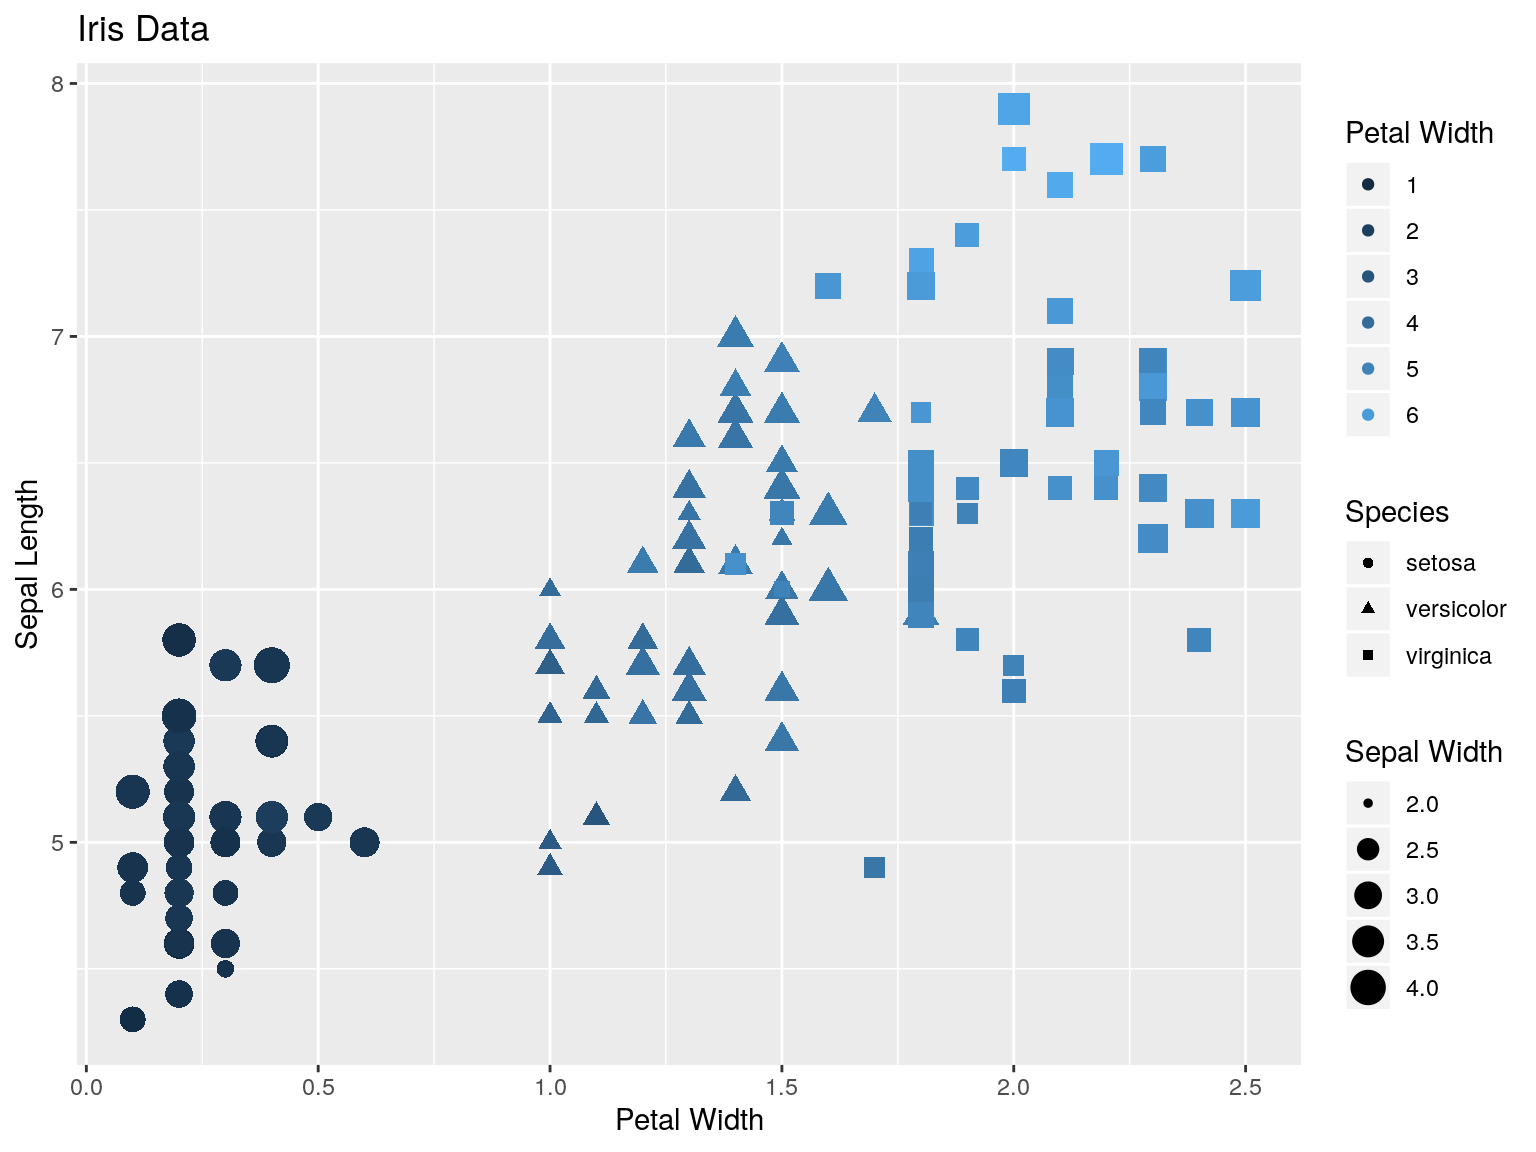 Iris Data
Sepal Length
8
7
6
5
0.0 0.5 1.0 1.5 2.0 2.5
Petal Width
Petal Width
1
2
3
4
5
6
Species
setosa
versicolor
virginica
Sepal Width
2.0
2.5
3.0
3.5
4.0